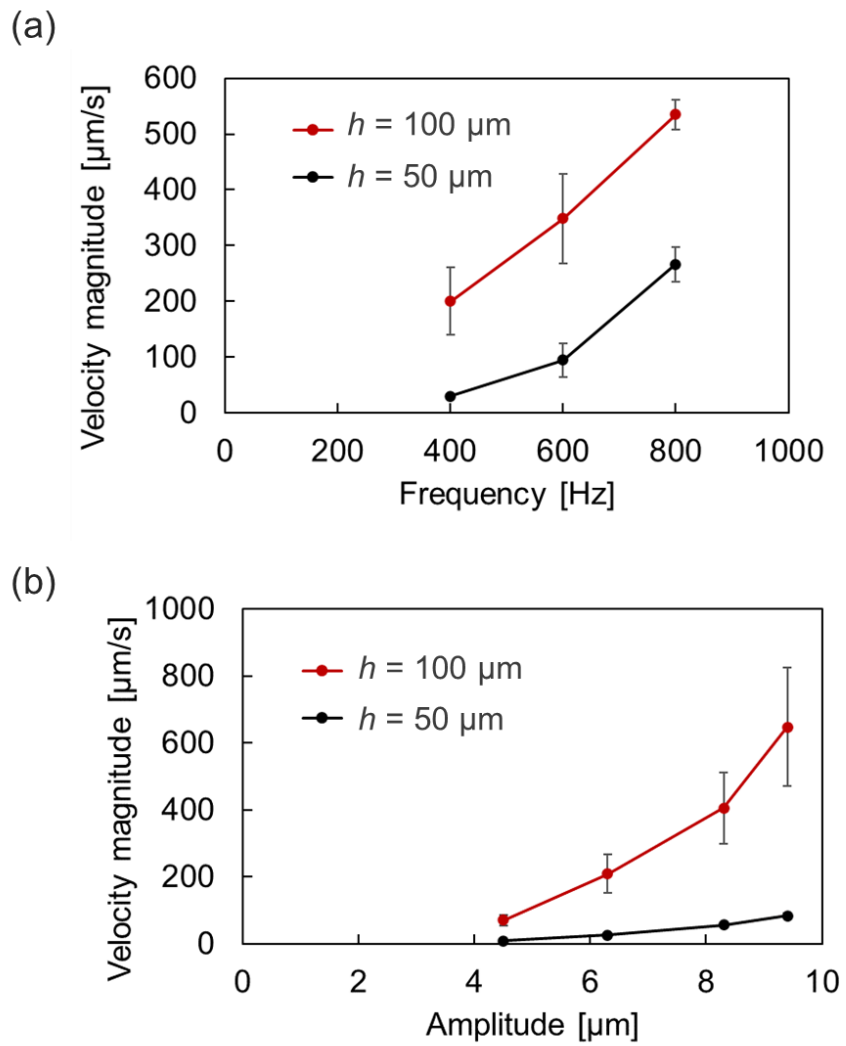 (a)
Velocity magnitude [µm/s]
600
500
400
300
200
100
0
h = 100 µm
h = 50 µm
0 200 400 600 800 1000
Frequency [Hz]
(b)
Velocity magnitude [µm/s]
1000
800
600
400
200
0
h = 100 µm
h = 50 µm
0 2 4 6 8 10
Amplitude [µm]